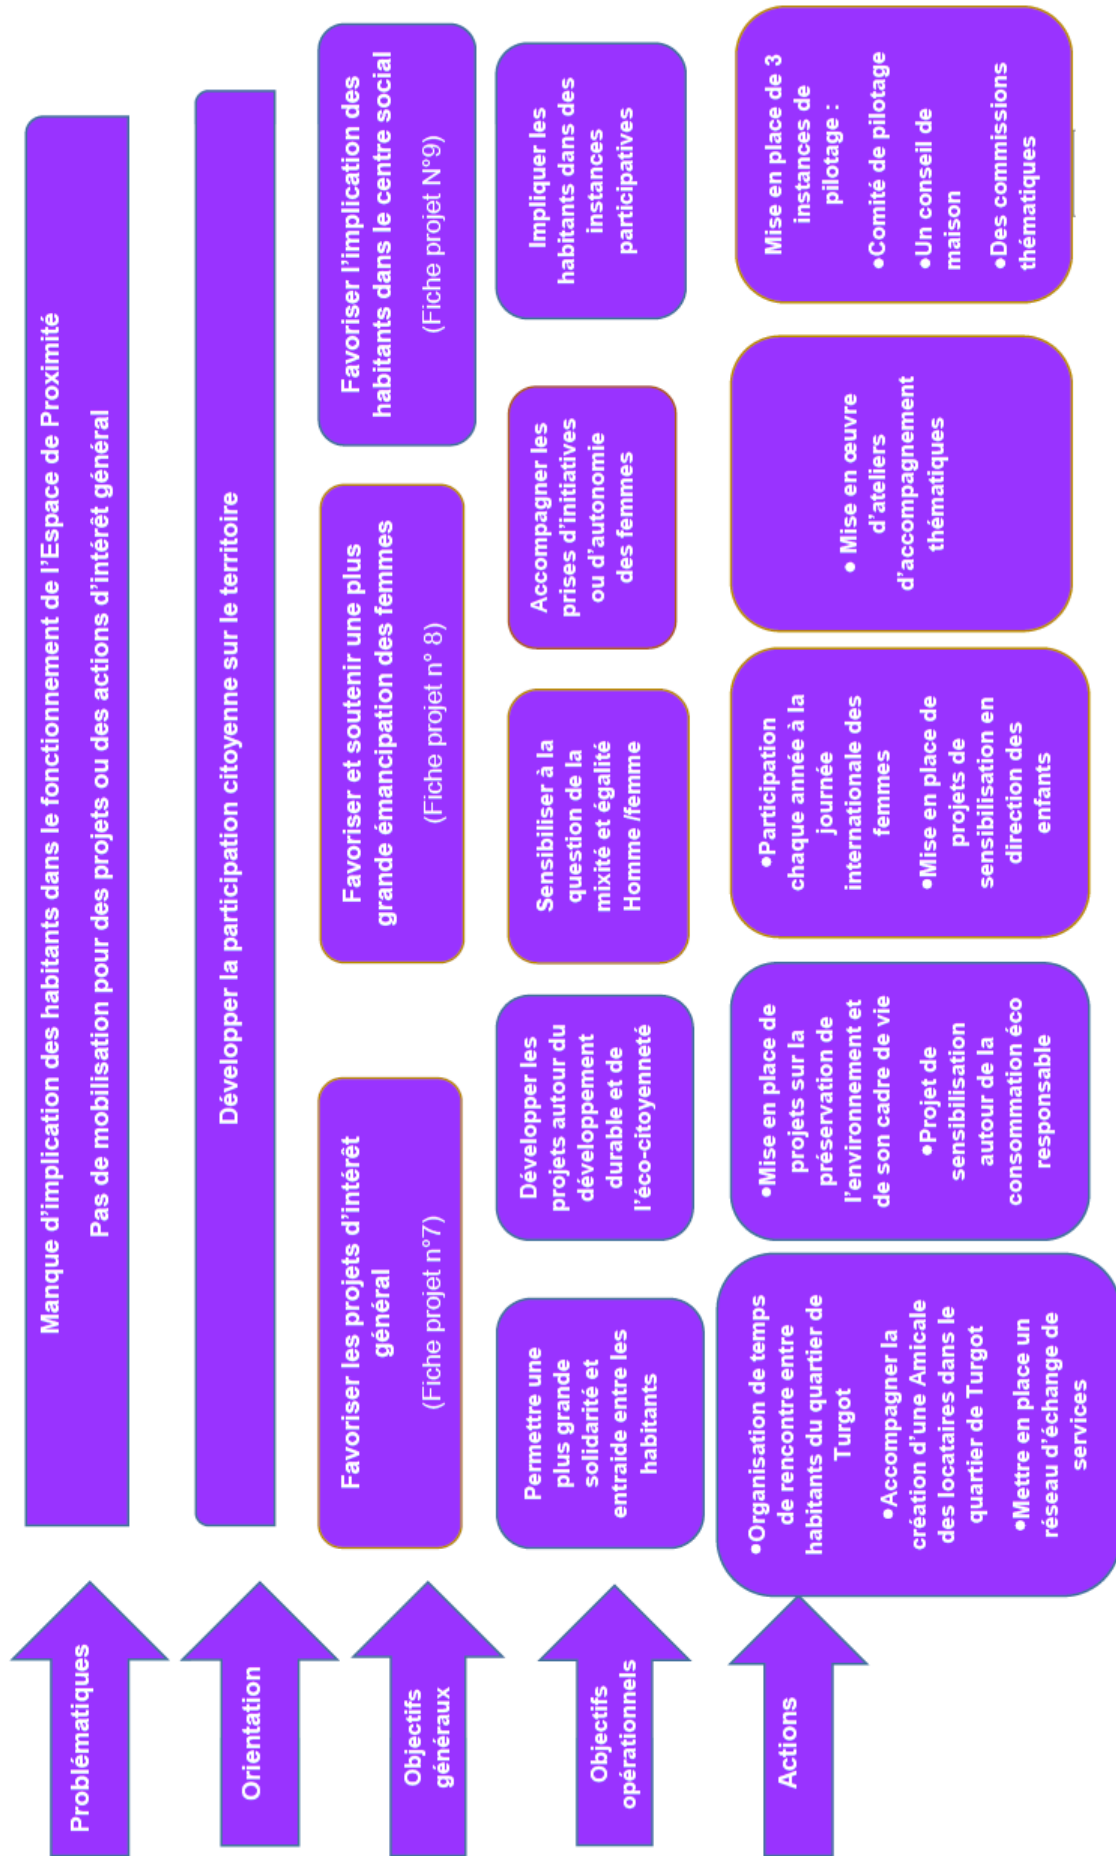 Problématiques
Manque d'implication des habitants dans le fonctionnement de l'Espace de Proximité
Pas de mobilisation pour des projets ou des actions d'intérêt général
Orientation
Développer la participation citoyenne sur le territoire
Objectifs
généraux
Favoriser les projets d'intérêt
général
(Fiche projet n°7)
Favoriser et soutenir une plus
grande émancipation des femmes
(Fiche projet n° 8)
Favoriser l'implication des
habitants dans le centre social
(Fiche projet N°9)
Objectifs
opérationnels
Permettre une
plus grande
solidarité et
entraide entre les
habitants
Développer les
projets autour du
développement
durable et de
l'éco-citoyenneté
Sensibiliser à la
question de la
mixité et égalité
Homme /femme
Accompagner les
prises d'initiatives
ou d'autonomie
des femmes
Impliquer les
habitants dans des
instances
participatives
Actions
•Organisation de temps
de rencontre entre
habitants du quartier de
Turgot
•Accompagner la
création d'une Amicale
des locataires dans le
quartier de Turgot
•Mettre en place un
réseau d'échange de
services
•Mise en place de
projets sur la
préservation de
l'environnement et
de son cadre de vie
•Projet de
sensibilisation
autour de la
consommation éco
responsable
•Participation
chaque année à la
journée
internationale des
femmes
•Mise en place de
projets de
sensibilisation en
direction des
enfants
• Mise en œuvre
d'ateliers
d'accompagnement
thématiques
Mise en place de 3
instances de
pilotage :
•Comité de pilotage
•Un conseil de
maison
•Des commissions
thématiques